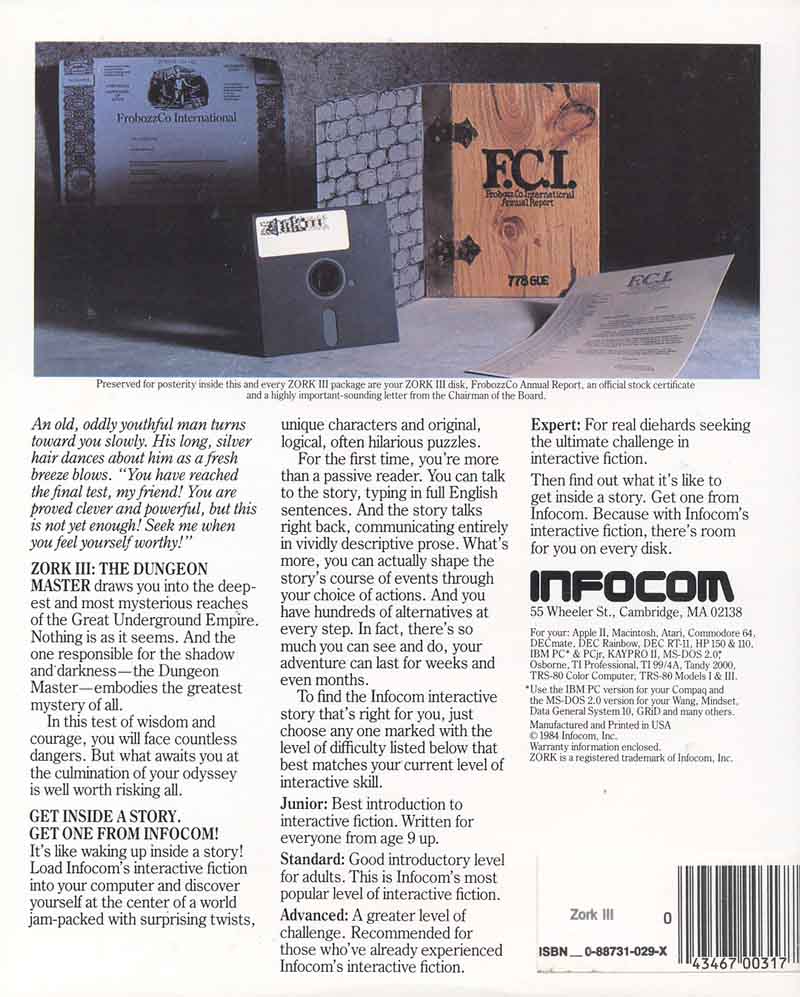 FrobozzCo International
F.C.I.
FrobozzCo International
Annual Report
778 GUE
F.C.I.
Preserved for posterity inside this and every ZORK III package are your ZORK III disk, FrobozzCo Annual Report, an official stock certificate
and a highly important-sounding letter from the Chairman of the Board.
An old, oddly youthful man turns
toward you slowly. His long, silver
hair dances about him as a fresh
breeze blows. “You have reached
the final test, my friend! You are
proved clever and powerful, but this
is not yet enough! Seek me when
you feel yourself worthy!”
ZORK III: THE DUNGEON
MASTER draws you into the deep-
est and most mysterious reaches
of the Great Underground Empire.
Nothing is as it seems. And the
one responsible for the shadow
and darkness—the Dungeon
Master—embodies the greatest
mystery of all.
In this test of wisdom and
courage, you will face countless
dangers. But what awaits you at
the culmination of your odyssey
is well worth risking all.
GET INSIDE A STORY.
GET ONE FROM INFOCOM!
It’s like waking up inside a story!
Load Infocom’s interactive fiction
into your computer and discover
yourself at the center of a world
jam-packed with surprising twists,
unique characters and original,
logical, often hilarious puzzles.
For the first time, you’re more
than a passive reader. You can talk
to the story, typing in full English
sentences. And the story talks
right back, communicating entirely
in vividly descriptive prose. What’s
more, you can actually shape the
story’s course of events through
your choice of actions. And you
have hundreds of alternatives at
every step. In fact, there’s so
much you can see and do, your
adventure can last for weeks and
even months.
To find the Infocom interactive
story that’s right for you, just
choose any one marked with the
level of difficulty listed below that
best matches your current level of
interactive skill.
Junior: Best introduction to
interactive fiction. Written for
everyone from age 9 up.
Standard: Good introductory level
for adults. This is Infocom’s most
popular level of interactive fiction.
Advanced: A greater level of
challenge. Recommended for
those who’ve already experienced
Infocom’s interactive fiction.
Expert: For real diehards seeking
the ultimate challenge in
interactive fiction.
Then find out what it’s like to
get inside a story. Get one from
Infocom. Because with Infocom’s
interactive fiction, there’s room
for you on every disk.
INFOCOM
55 Wheeler St., Cambridge, MA 02138
For your: Apple II, Macintosh, Atari, Commodore 64,
DECmate, DEC Rainbow, DEC RT-11, HP 150 & 110,
IBM PC* & PCjr, KAYPRO II, MS-DOS 2.0,*
Osborne, TI Professional, TI 99/4A, Tandy 2000,
TRS-80 Color Computer, TRS-80 Models I & III.
*Use the IBM PC version for your Compaq and
the MS-DOS 2.0 version for your Wang, Mindset,
Data General System 10, GRiD and many others.
Manufactured and Printed in USA
© 1984 Infocom, Inc.
Warranty information enclosed.
ZORK is a registered trademark of Infocom, Inc.
Zork III
0
ISBN __ 0-88731-029-X
43467 00317